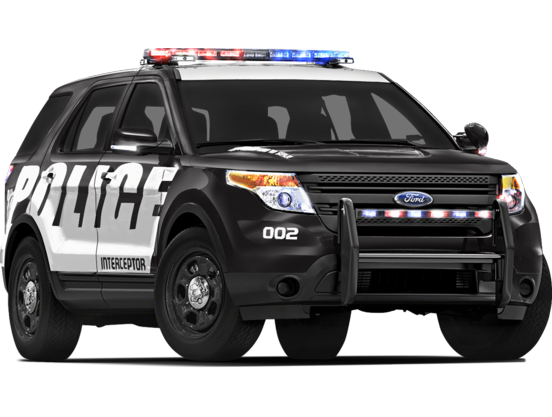 POLICE
Ford
002
INTERCEPTOR